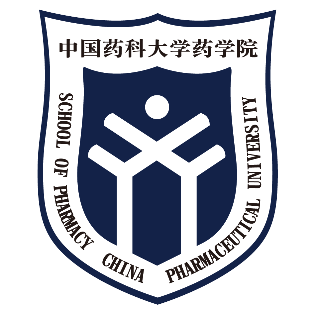 中国药科大学药学院
SCHOOL OF PHARMACY CHINA PHARMACEUTICAL UNIVERSITY